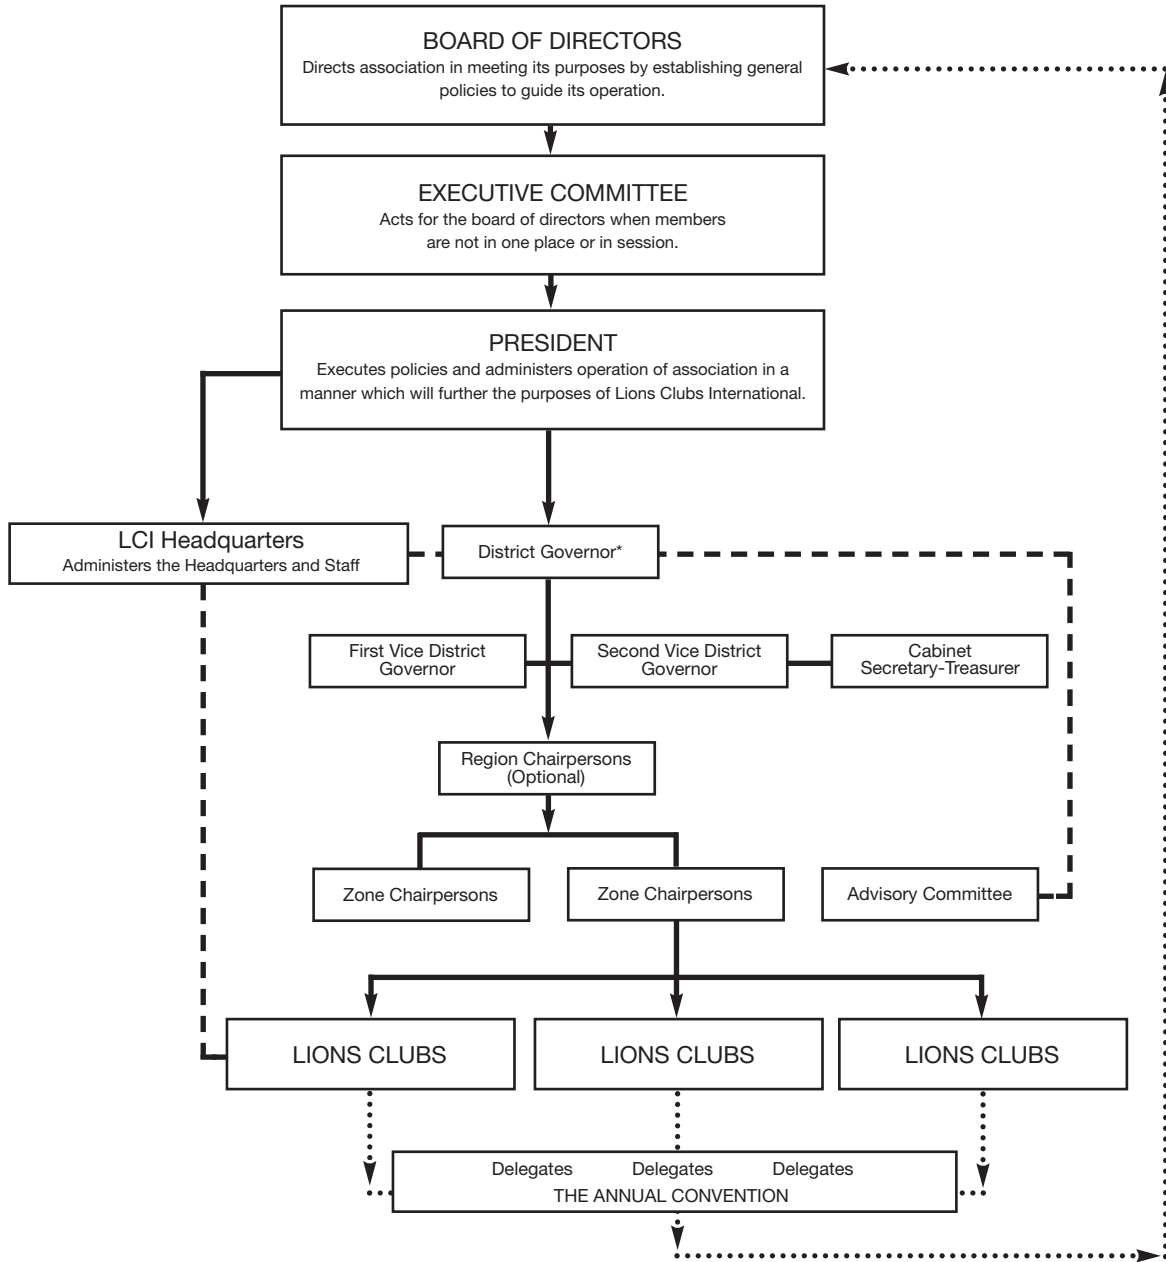 BOARD OF DIRECTORS
Directs association in meeting its purposes by establishing general
policies to guide its operation.
EXECUTIVE COMMITTEE
Acts for the board of directors when members
are not in one place or in session.
PRESIDENT
Executes policies and administers operation of association in a
manner which will further the purposes of Lions Clubs International.
LCI Headquarters
Administers the Headquarters and Staff
District Governor*
First Vice District
Governor
Second Vice District
Governor
Cabinet
Secretary-Treasurer
Region Chairpersons
(Optional)
Zone Chairpersons
Zone Chairpersons
Advisory Committee
LIONS CLUBS
LIONS CLUBS
LIONS CLUBS
Delegates Delegates Delegates
THE ANNUAL CONVENTION